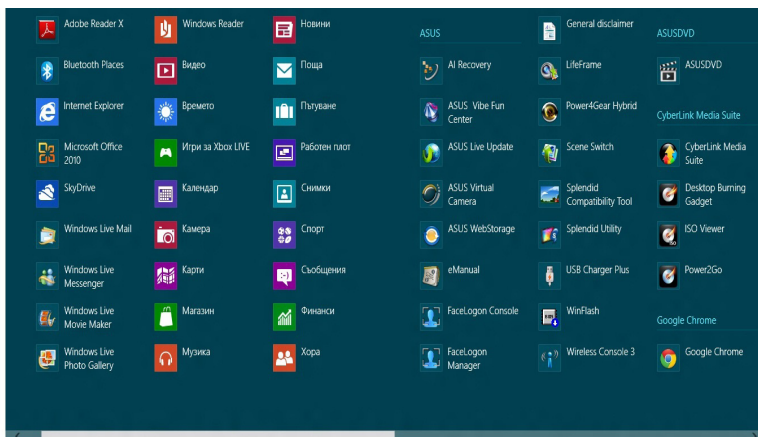 Adobe Reader X
Bluetooth Places
Internet Explorer
Microsoft Office
2010
SkyDrive
Windows Live Mail
Windows Live
Messenger
Windows Live
Movie Maker
Windows Live
Photo Gallery
Windows Reader
Видео
Времето
Игри за Xbox LIVE
Календар
Камера
Карти
Магазин
Музика
Новини
Поща
Пътуване
Работен плот
Снимки
Спорт
Съобщения
Финанси
Хора
ASUS
AI Recovery
ASUS Vibe Fun
Center
ASUS Live Update
ASUS Virtual
Camera
ASUS WebStorage
eManual
FaceLogon Console
FaceLogon
Manager
General disclaimer
LifeFrame
Power4Gear Hybrid
Scene Switch
Splendid
Compatibility Tool
Splendid Utility
USB Charger Plus
WinFlash
Wireless Console 3
ASUSDVD
ASUSDVD
CyberLink Media Suite
CyberLink Media
Suite
Desktop Burning
Gadget
ISO Viewer
Power2Go
Google Chrome
Google Chrome